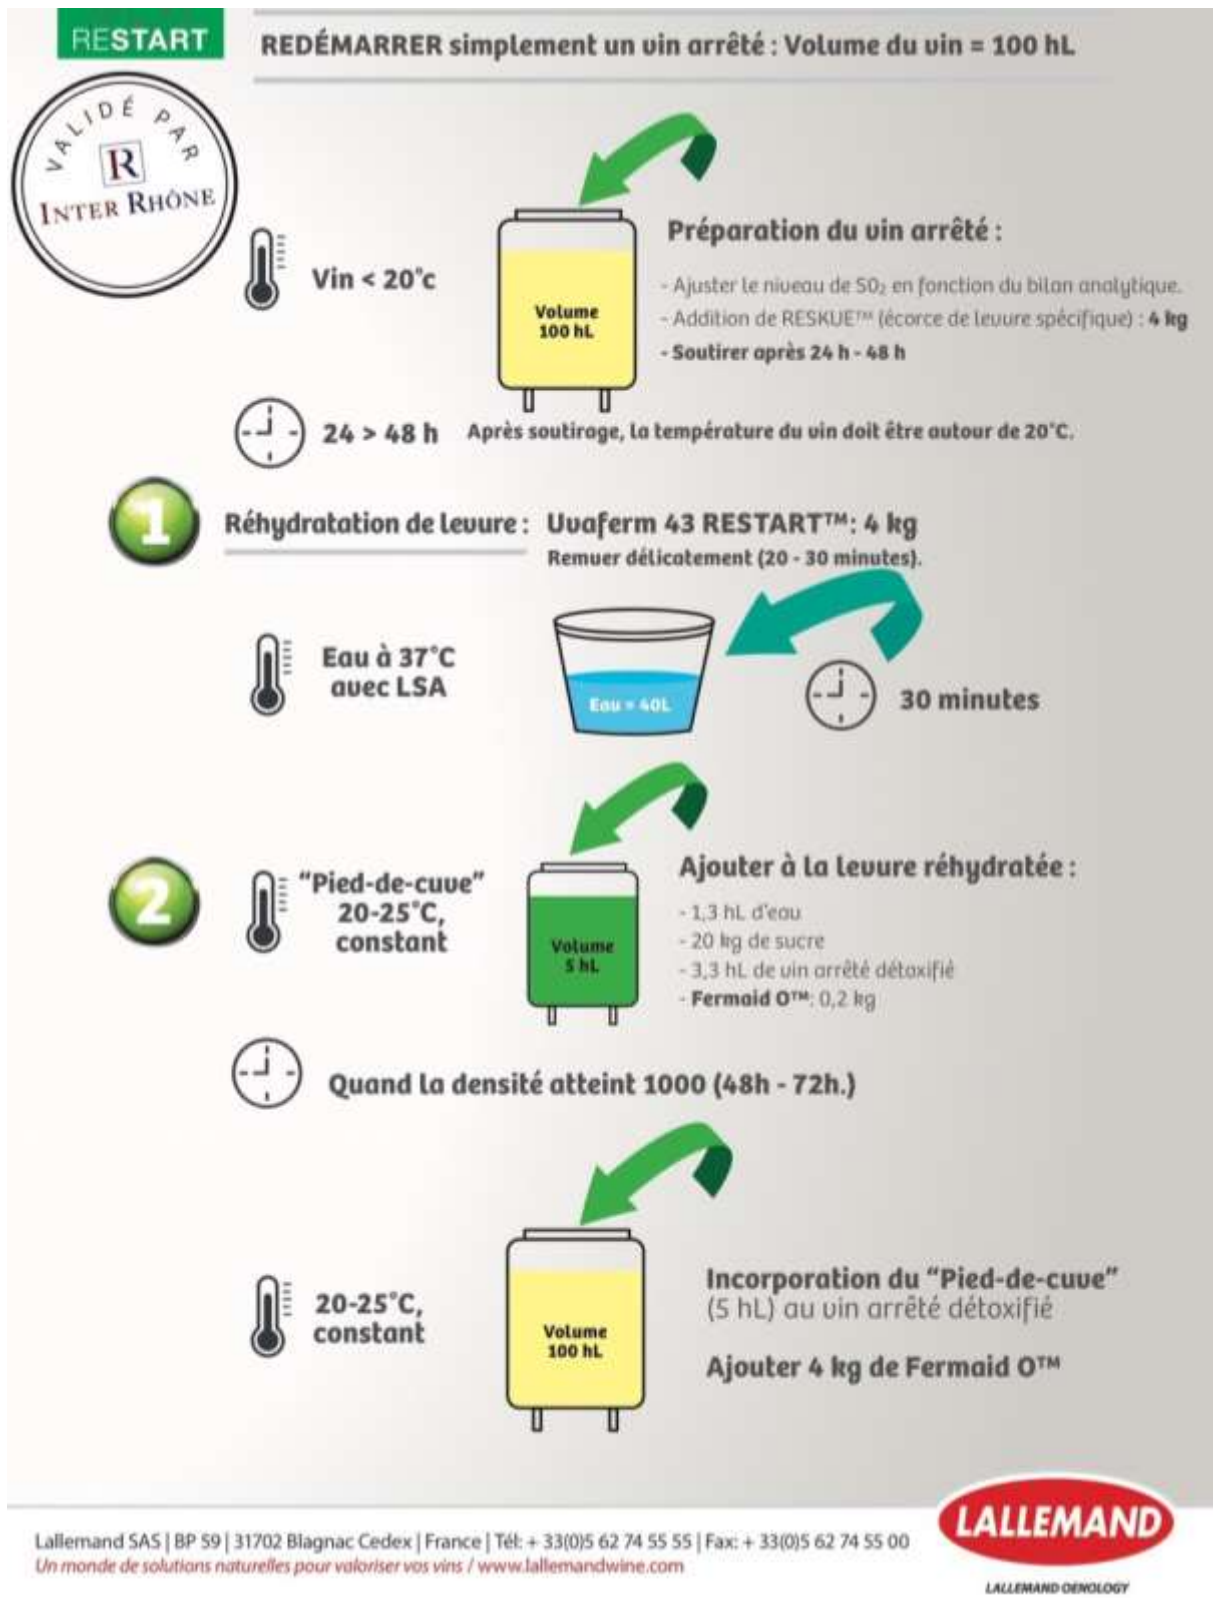 RESTART
REDÉMARRER simplement un vin arrêté : Volume du vin = 100 hL
VALIDÉ PAR
R
INTER RHÔNE
Vin < 20°c
Volume
100 hL
Préparation du vin arrêté :
- Ajuster le niveau de SO₂ en fonction du bilan analytique.
- Addition de RESKUE™ (écorce de levure spécifique) : 4 kg
- Soutirer après 24 h - 48 h
24 > 48 h
Après soutirage, la température du vin doit être autour de 20°C.
1
Réhydratation de levure : Uvaferm 43 RESTART™: 4 kg
Remuer délicatement (20 - 30 minutes).
Eau à 37°C
avec LSA
Eau = 40L
30 minutes
2
"Pied-de-cuve"
20-25°C,
constant
Volume
5 hL
Ajouter à la levure réhydratée :
- 1,3 hL d'eau
- 20 kg de sucre
- 3,3 hL de vin arrêté détoxifié
- Fermaid O™: 0,2 kg
Quand la densité atteint 1000 (48h - 72h.)
20-25°C,
constant
Volume
100 hL
Incorporation du "Pied-de-cuve"
(5 hL) au vin arrêté détoxifié
Ajouter 4 kg de Fermaid O™
Lallemand SAS | BP 59 | 31702 Blagnac Cedex | France | Tél: + 33(0)5 62 74 55 55 | Fax: + 33(0)5 62 74 55 00
Un monde de solutions naturelles pour valoriser vos vins / www.lallemandwine.com
LALLEMAND
LALLEMAND OENOLOGY